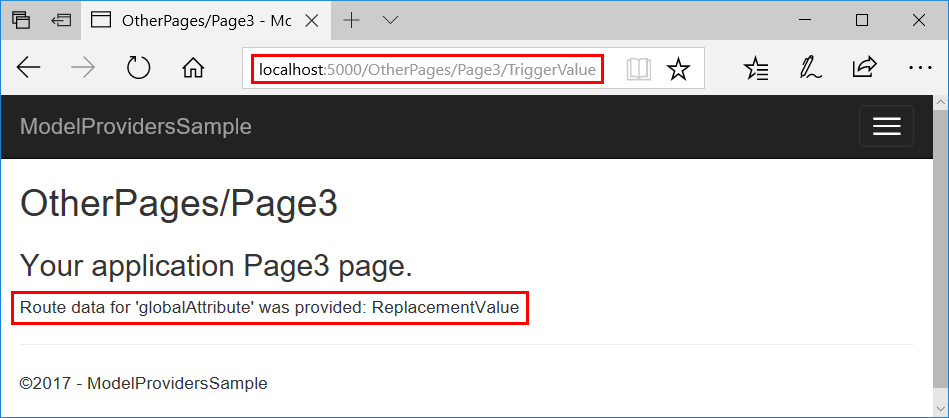 OtherPages/Page3 - Mo
localhost:5000/OtherPages/Page3/TriggerValue
ModelProvidersSample
OtherPages/Page3
Your application Page3 page.
Route data for 'globalAttribute' was provided: ReplacementValue
©2017 - ModelProvidersSample